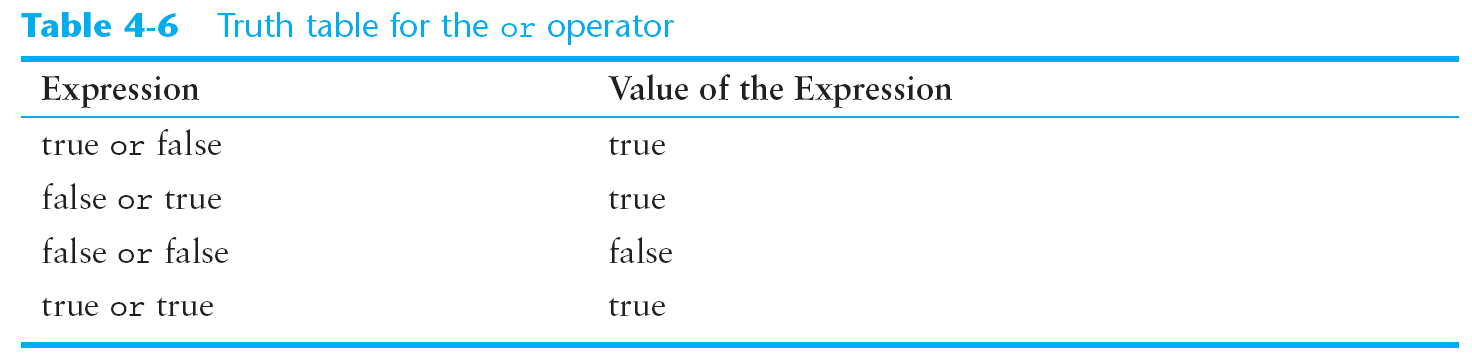 Table 4-6 Truth table for the or operator
Expression Value of the Expression
true or false true
false or true true
false or false false
true or true true